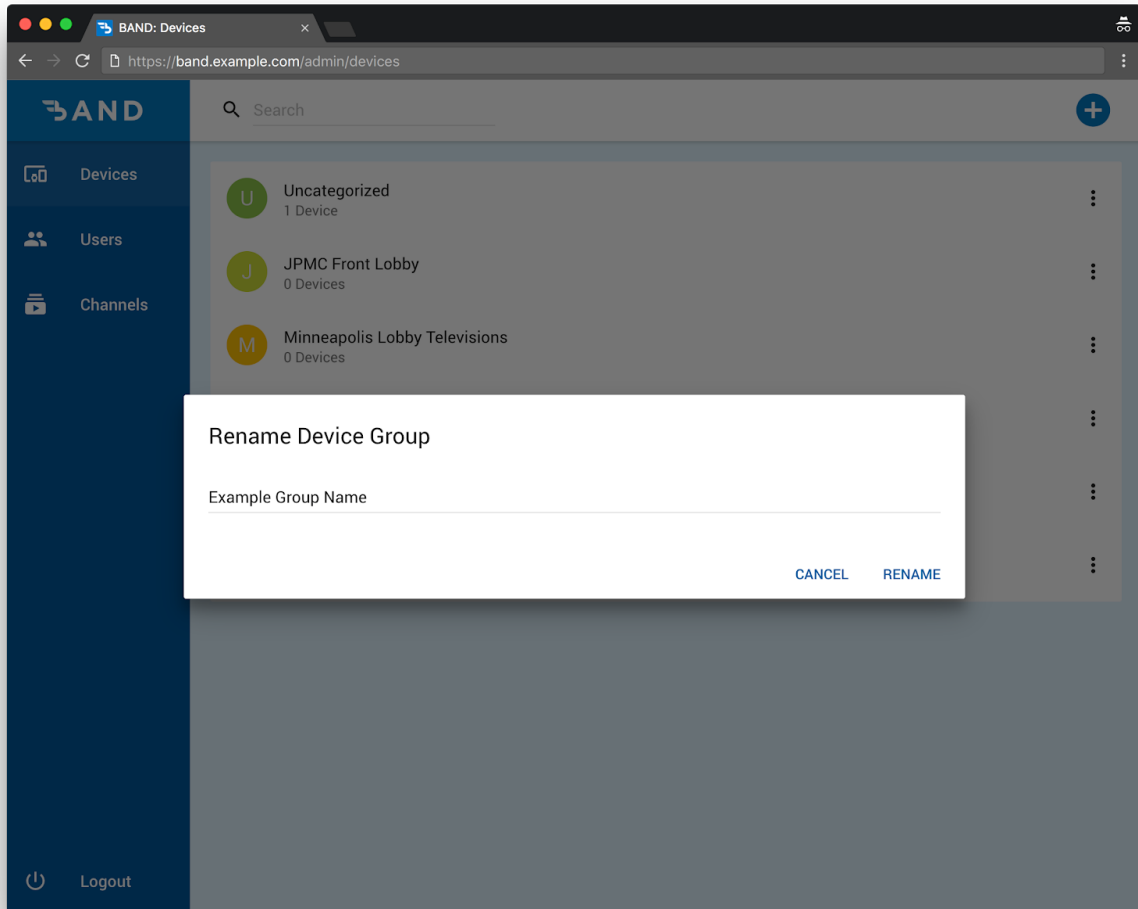 BAND: Devices
https://band.example.com/admin/devices
BAND
Search
Devices
Users
Channels
Logout
U
Uncategorized
1 Device
J
JPMC Front Lobby
0 Devices
M
Minneapolis Lobby Televisions
0 Devices
Rename Device Group
Example Group Name
CANCEL
RENAME